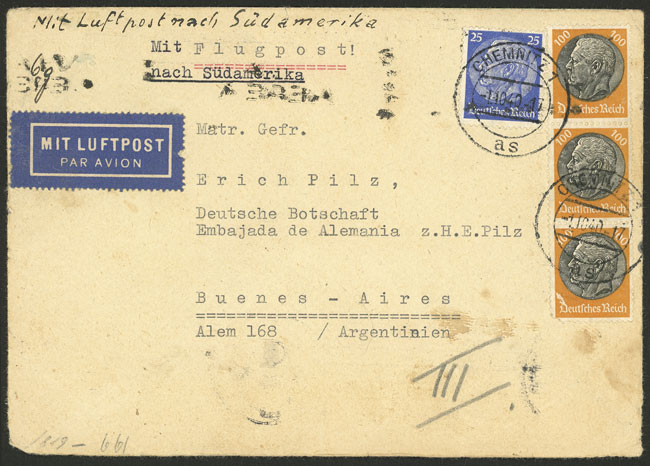 Mit Luftpost nach Südamerika
Mit Flugpost!
nach Südamerika
MIT LUFTPOST
PAR AVION
25 25
Deutsches Reich
CHEMNITZ 1
as
100 100
Deutsches Reich
100 100
Deutsches Reich
100 100
Deutsches Reich
Matr. Gefr.
Erich Pilz,
Deutsche Botschaft
Embajada de Alemania z.H.E.Pilz
Buenes - Aires
Alem 168 / Argentinien
III